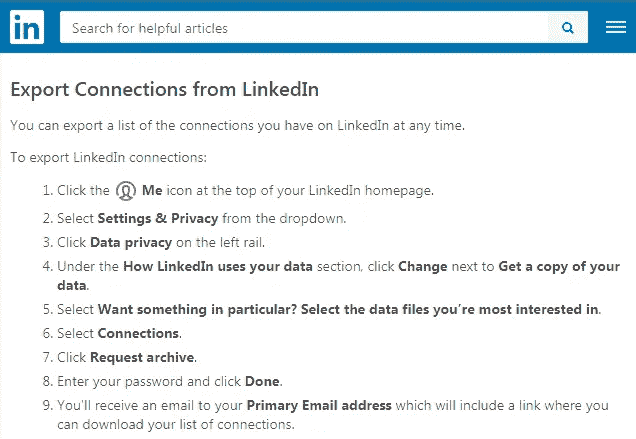 in
Search for helpful articles
Export Connections from LinkedIn
You can export a list of the connections you have on LinkedIn at any time.
To export LinkedIn connections:
1. Click the Me icon at the top of your LinkedIn homepage.
2. Select Settings & Privacy from the dropdown.
3. Click Data privacy on the left rail.
4. Under the How LinkedIn uses your data section, click Change next to Get a copy of your
data.
5. Select Want something in particular? Select the data files you're most interested in.
6. Select Connections.
7. Click Request archive.
8. Enter your password and click Done.
9. You'll receive an email to your Primary Email address which will include a link where you
can download your list of connections.